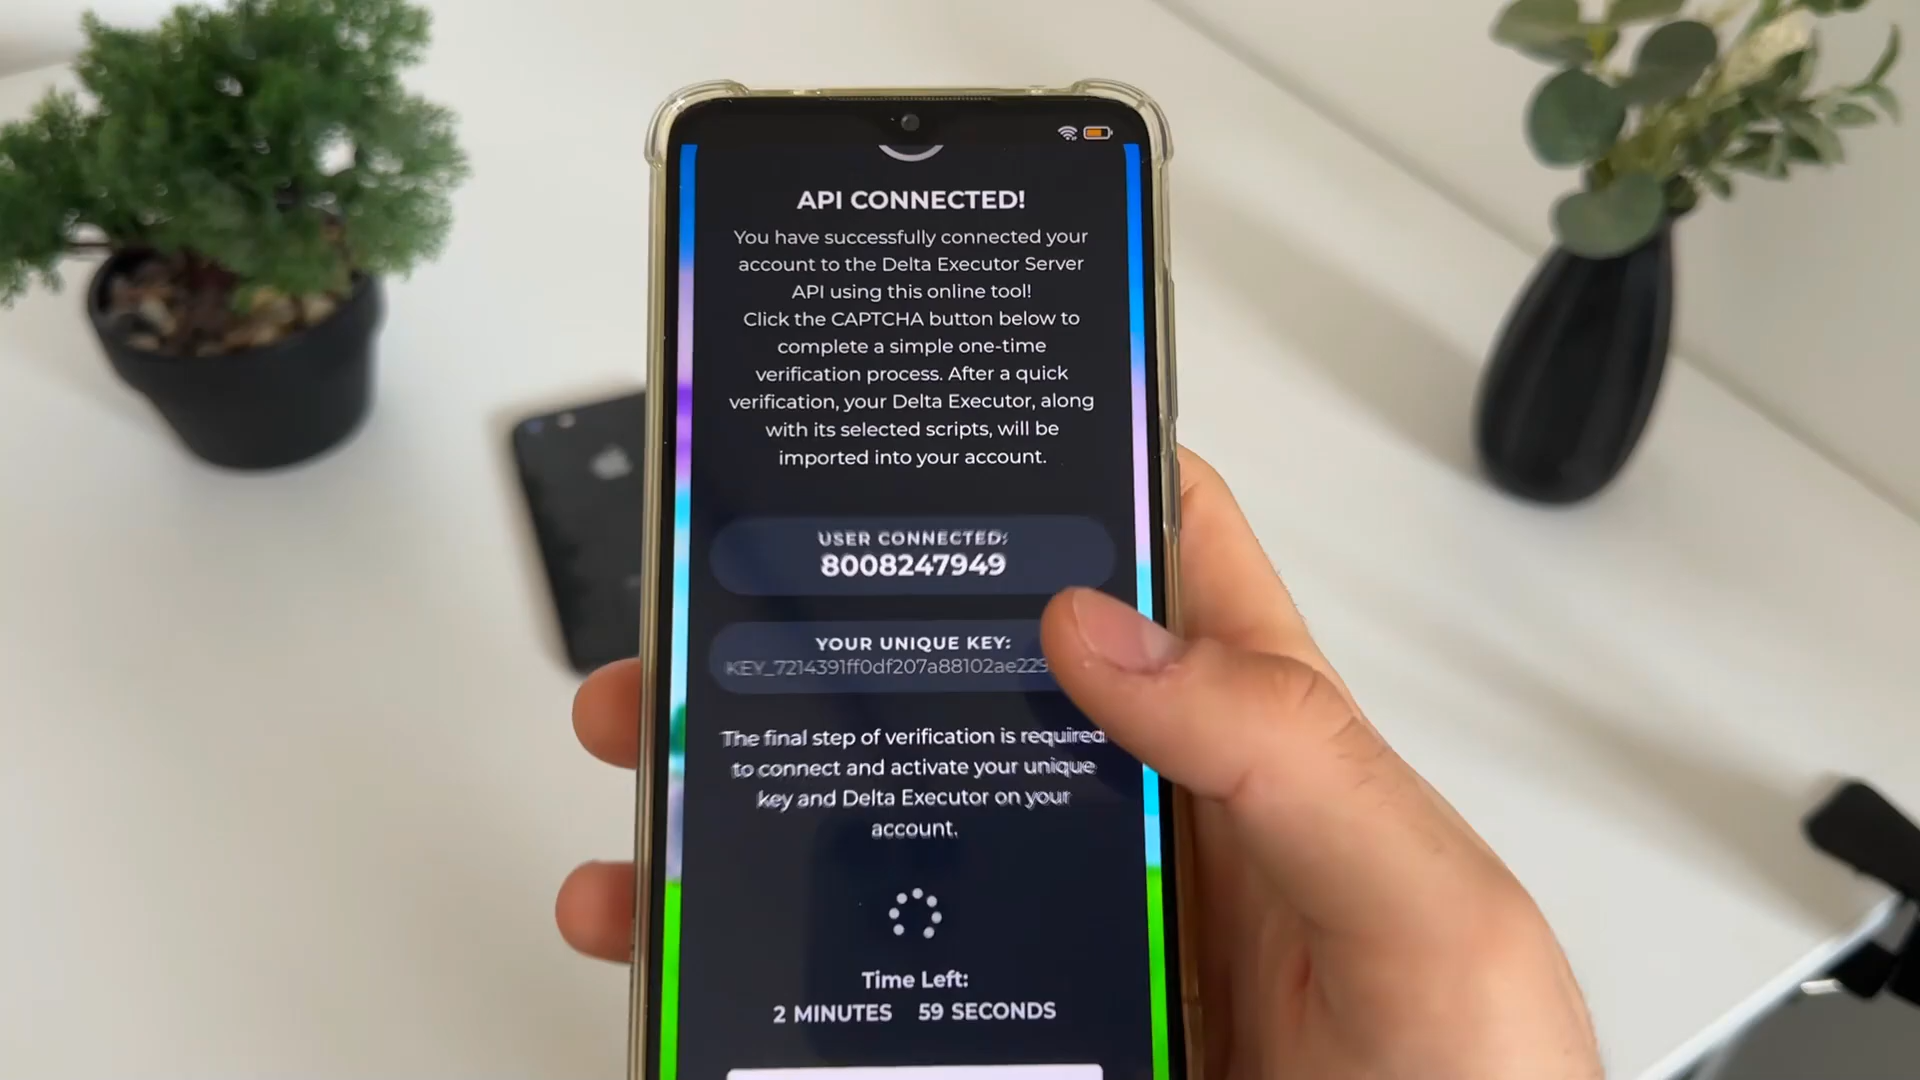 API CONNECTED!
You have successfully connected your
account to the Delta Executor Server
API using this online tool!
Click the CAPTCHA button below to
complete a simple one-time
verification process. After a quick
verification, your Delta Executor, along
with its selected scripts, will be
imported into your account.
USER CONNECTED:
8008247949
YOUR UNIQUE KEY:
KEY_7214391ff0df207a88102ae229
The final step of verification is required
to connect and activate your unique
key and Delta Executor on your
account.
Time Left:
2 MINUTES 59 SECONDS